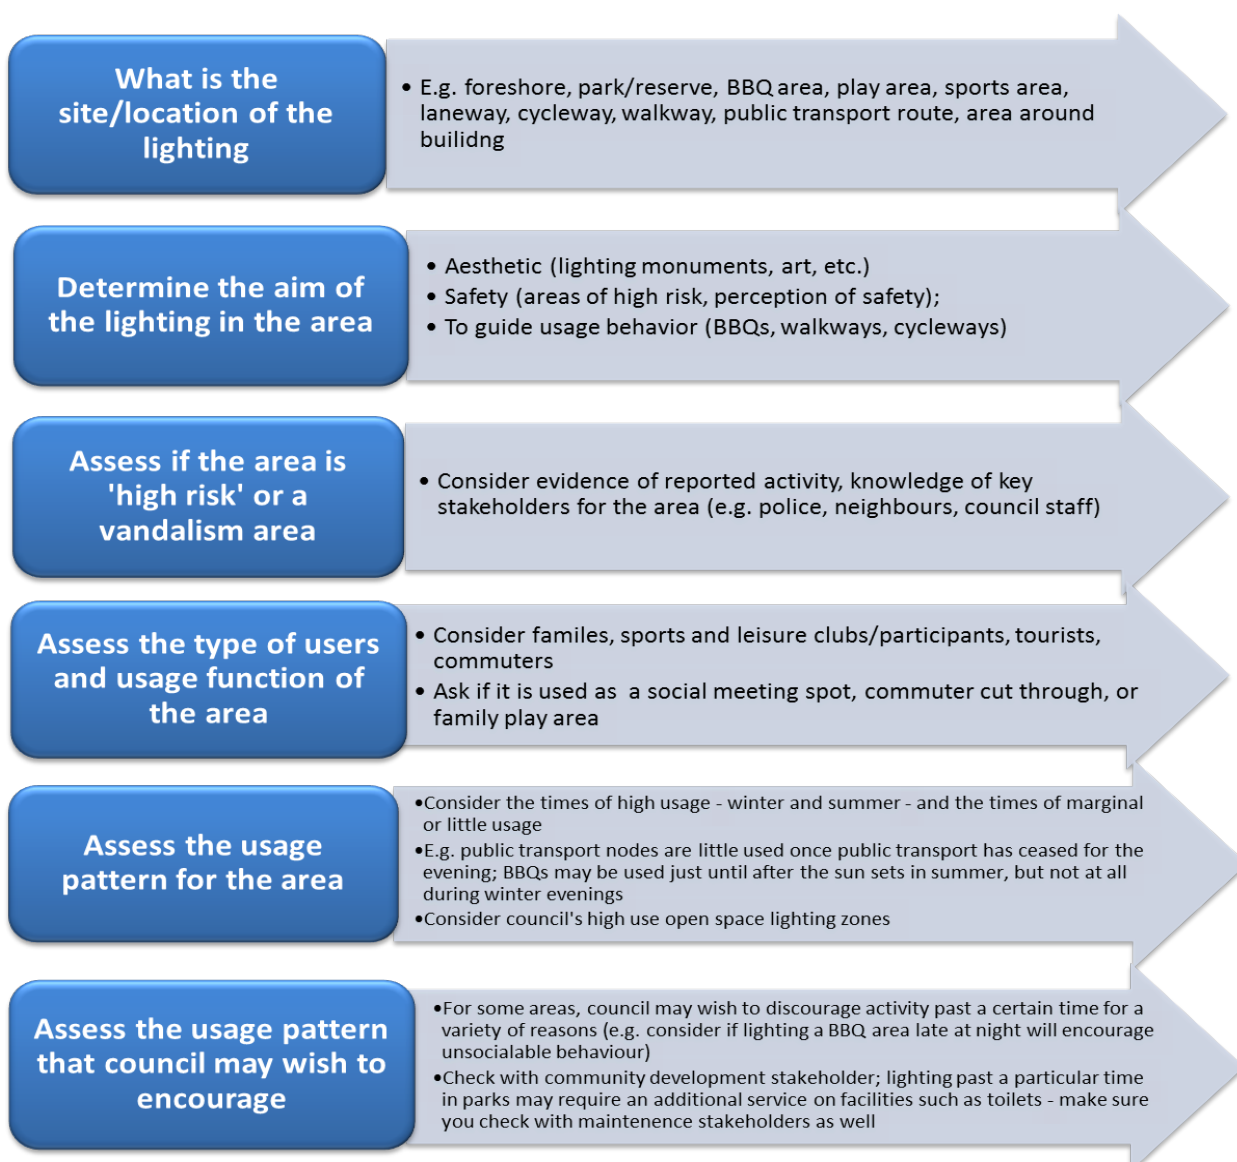 What is the
site/location of the
lighting
• E.g. foreshore, park/reserve, BBQ area, play area, sports area,
laneway, cycleway, walkway, public transport route, area around
builidng
Determine the aim of
the lighting in the area
• Aesthetic (lighting monuments, art, etc.)
• Safety (areas of high risk, perception of safety);
• To guide usage behavior (BBQs, walkways, cycleways)
Assess if the area is
'high risk' or a
vandalism area
• Consider evidence of reported activity, knowledge of key
stakeholders for the area (e.g. police, neighbours, council staff)
Assess the type of users
and usage function of
the area
• Consider familes, sports and leisure clubs/participants, tourists,
commuters
• Ask if it is used as a social meeting spot, commuter cut through, or
family play area
Assess the usage
pattern for the area
•Consider the times of high usage - winter and summer - and the times of marginal
or little usage
•E.g. public transport nodes are little used once public transport has ceased for the
evening; BBQs may be used just until after the sun sets in summer, but not at all
during winter evenings
•Consider council's high use open space lighting zones
Assess the usage pattern
that council may wish to
encourage
•For some areas, council may wish to discourage activity past a certain time for a
variety of reasons (e.g. consider if lighting a BBQ area late at night will encourage
unsocialable behaviour)
•Check with community development stakeholder; lighting past a particular time
in parks may require an additional service on facilities such as toilets - make sure
you check with maintenence stakeholders as well